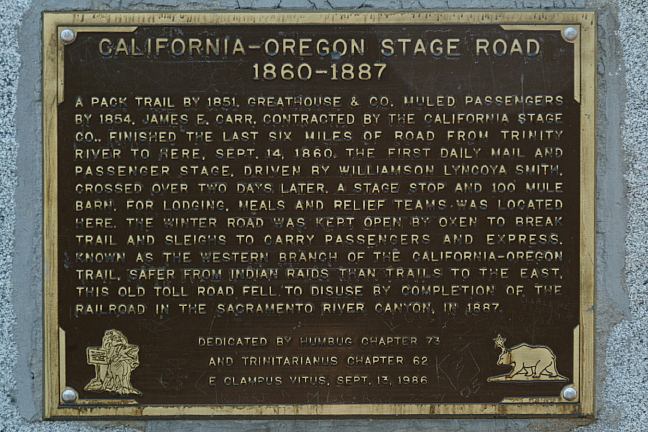 CALIFORNIA-OREGON STAGE ROAD
1860-1887
A PACK TRAIL BY 1851, GREATHOUSE & CO. MULED PASSENGERS
BY 1854. JAMES E. CARR, CONTRACTED BY THE CALIFORNIA STAGE
CO., FINISHED THE LAST SIX MILES OF ROAD FROM TRINITY
RIVER TO HERE, SEPT. 14, 1860. THE FIRST DAILY MAIL AND
PASSENGER STAGE, DRIVEN BY WILLIAMSON LYNCOYA SMITH,
CROSSED OVER TWO DAYS LATER. A STAGE STOP AND 100 MULE
BARN, FOR LODGING, MEALS AND RELIEF TEAMS WAS LOCATED
HERE. THE WINTER ROAD WAS KEPT OPEN BY OXEN TO BREAK
TRAIL AND SLEIGHS TO CARRY PASSENGERS AND EXPRESS.
KNOWN AS THE WESTERN BRANCH OF THE CALIFORNIA-OREGON
TRAIL, SAFER FROM INDIAN RAIDS THAN TRAILS TO THE EAST,
THIS OLD TOLL ROAD FELL TO DISUSE BY COMPLETION OF THE
RAILROAD IN THE SACRAMENTO RIVER CANYON, IN 1887.
DEDICATED BY HUMBUG CHAPTER 73
AND TRINITARIANUS CHAPTER 62
E CLAMPUS VITUS, SEPT. 13, 1986